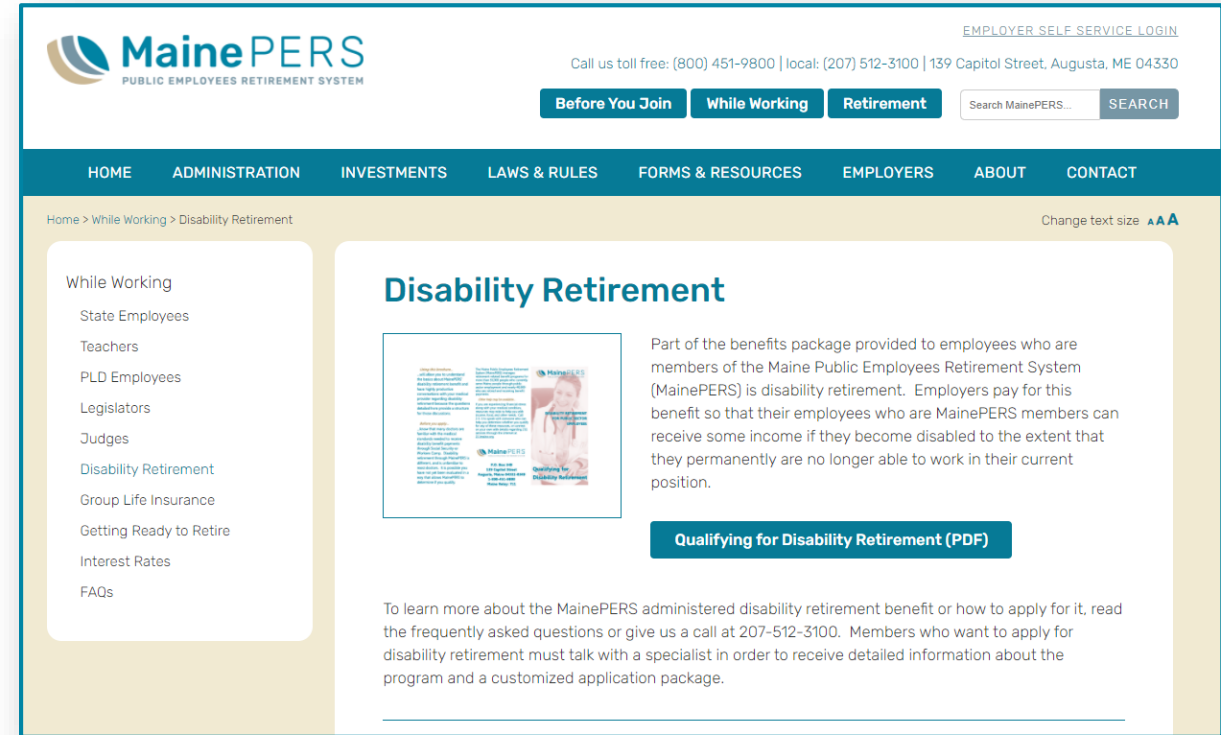 EMPLOYER SELF SERVICE LOGIN
MainePERS
PUBLIC EMPLOYEES RETIREMENT SYSTEM
Call us toll free: (800) 451-9800 | local: (207) 512-3100 | 139 Capitol Street, Augusta, ME 04330
Before You Join While Working Retirement Search MainePERS... SEARCH
HOME ADMINISTRATION INVESTMENTS LAWS & RULES FORMS & RESOURCES EMPLOYERS ABOUT CONTACT
Home > While Working > Disability Retirement
Change text size A A A
While Working
State Employees
Teachers
PLD Employees
Legislators
Judges
Disability Retirement
Group Life Insurance
Getting Ready to Retire
Interest Rates
FAQs
Disability Retirement
MainePERS
MainePERS
Qualifying for
Disability Retirement
Part of the benefits package provided to employees who are
members of the Maine Public Employees Retirement System
(MainePERS) is disability retirement. Employers pay for this
benefit so that their employees who are MainePERS members can
receive some income if they become disabled to the extent that
they permanently are no longer able to work in their current
position.
Qualifying for Disability Retirement (PDF)
To learn more about the MainePERS administered disability retirement benefit or how to apply for it, read
the frequently asked questions or give us a call at 207-512-3100. Members who want to apply for
disability retirement must talk with a specialist in order to receive detailed information about the
program and a customized application package.